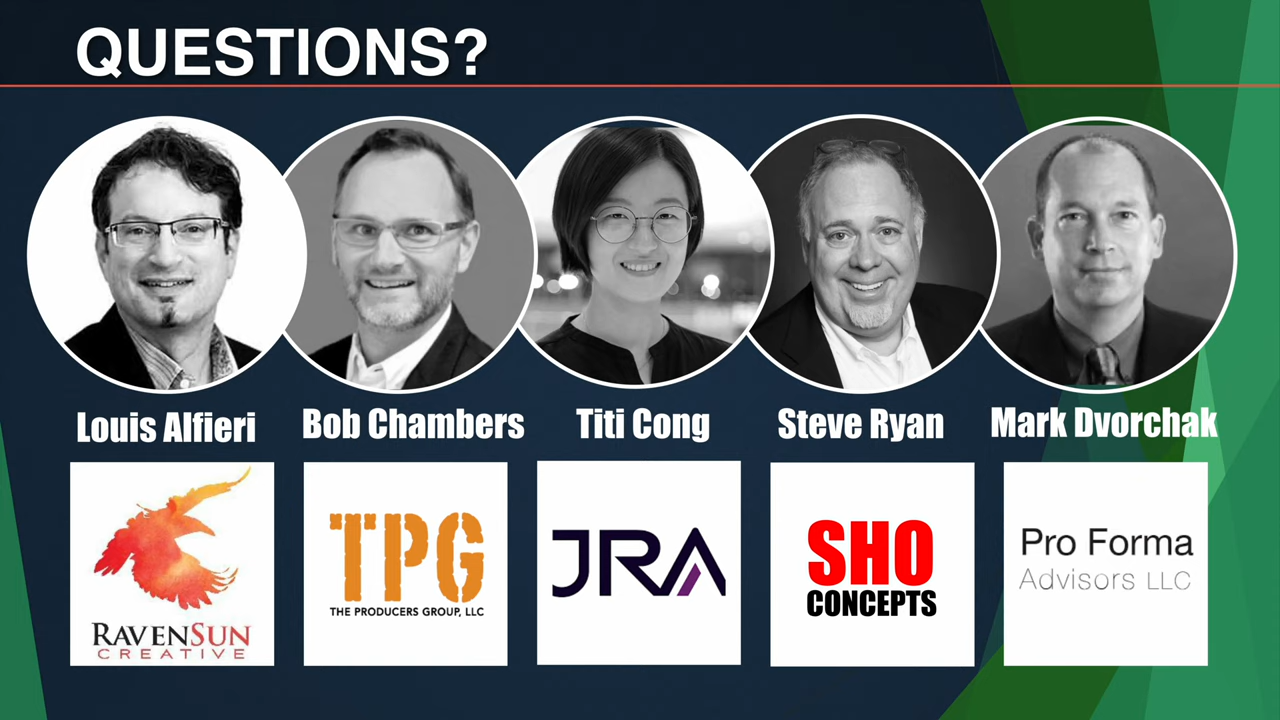 QUESTIONS?
Louis Alfieri
Bob Chambers
Titi Cong
Steve Ryan
Mark Dvorchak
RAVENSUN
CREATIVE
TPG
THE PRODUCERS GROUP, LLC
JRA
SHO
CONCEPTS
Pro Forma
Advisors LLC